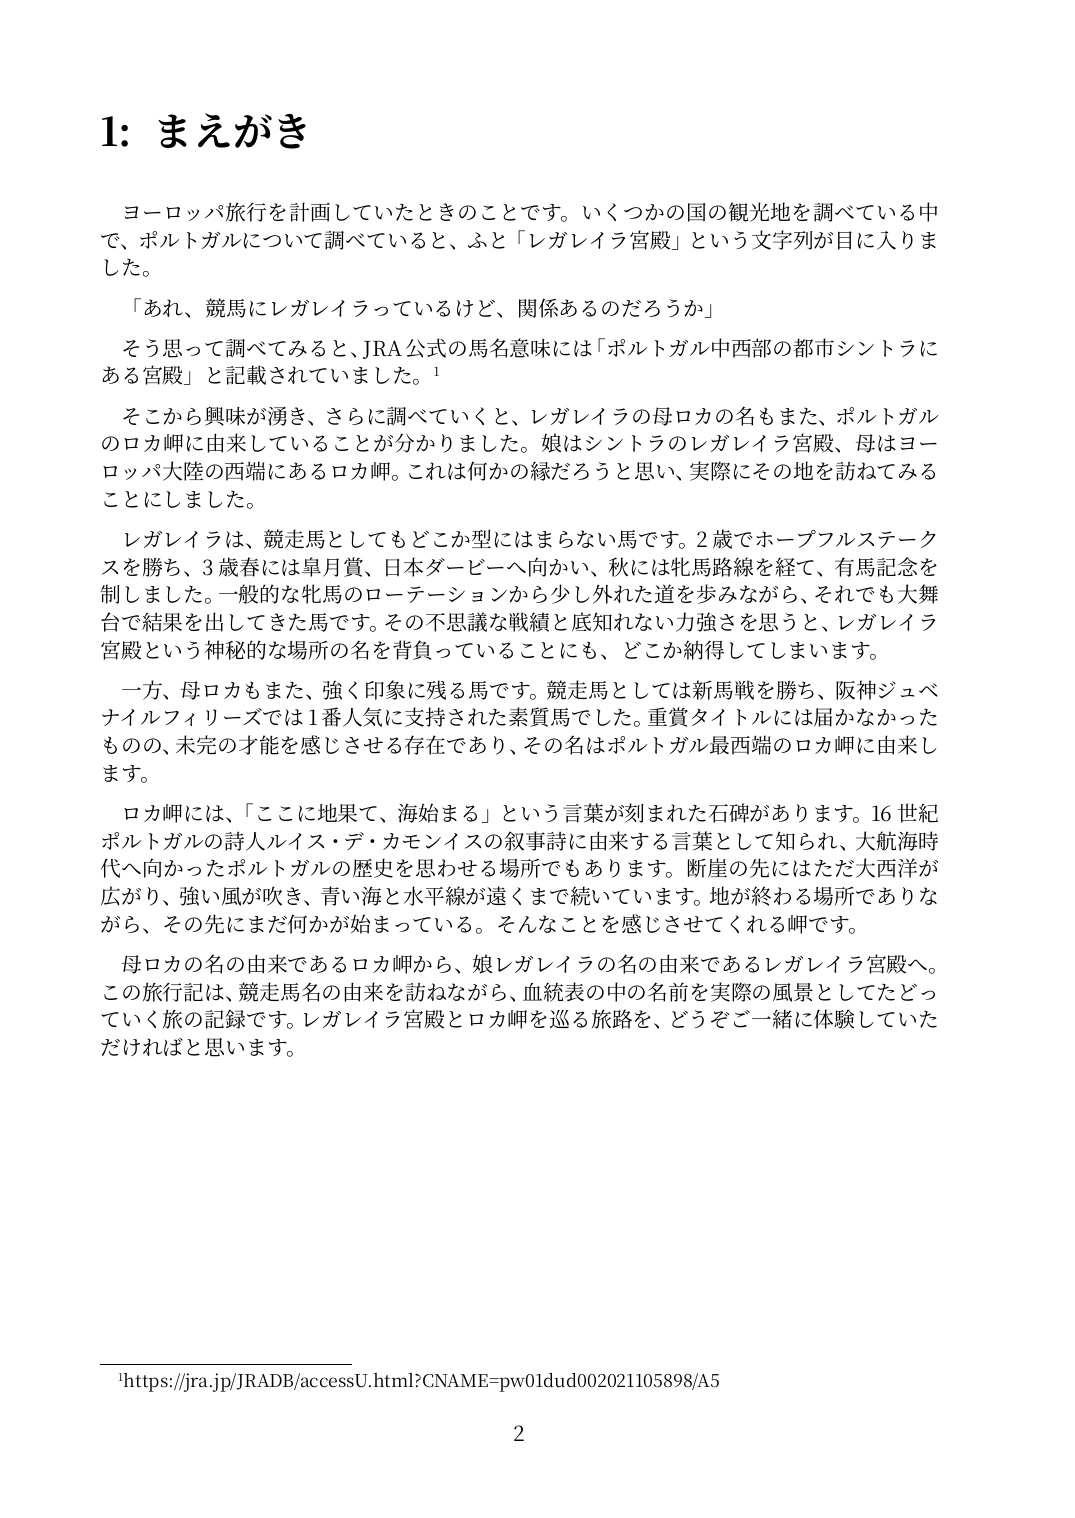 1: まえがき
ヨーロッパ旅行を計画していたときのことです。いくつかの国の観光地を調べている中
で、ポルトガルについて調べていると、ふと「レガレイラ宮殿」という文字列が目に入りま
した。
「あれ、競馬にレガレイラっているけど、関係あるのだろうか」
そう思って調べてみると、JRA公式の馬名意味には「ポルトガル中西部の都市シントラに
ある宮殿」と記載されていました。1
そこから興味が湧き、さらに調べていくと、レガレイラの母ロカの名もまた、ポルトガル
のロカ岬に由来していることが分かりました。娘はシントラのレガレイラ宮殿、母はヨー
ロッパ大陸の西端にあるロカ岬。これは何かの縁だろうと思い、実際にその地を訪ねてみる
ことにしました。
レガレイラは、競走馬としてもどこか型にはまらない馬です。2歳でホープフルステーク
スを勝ち、3歳春には皐月賞、日本ダービーへ向かい、秋には牝馬路線を経て、有馬記念を
制しました。一般的な牝馬のローテーションから少し外れた道を歩みながら、それでも大舞
台で結果を出してきた馬です。その不思議な戦績と底知れない力強さを思うと、レガレイラ
宮殿という神秘的な場所の名を背負っていることにも、どこか納得してしまいます。
一方、母ロカもまた、強く印象に残る馬です。競走馬としては新馬戦を勝ち、阪神ジュベ
ナイルフィリーズでは1番人気に支持された素質馬でした。重賞タイトルには届かなかった
ものの、未完の才能を感じさせる存在であり、その名はポルトガル最西端のロカ岬に由来し
ます。
ロカ岬には、「ここに地果て、海始まる」という言葉が刻まれた石碑があります。16世紀
ポルトガルの詩人ルイス・デ・カモンイスの叙事詩に由来する言葉として知られ、大航海時
代へ向かったポルトガルの歴史を思わせる場所でもあります。断崖の先にはただ大西洋が
広がり、強い風が吹き、青い海と水平線が遠くまで続いています。地が終わる場所でありな
がら、その先にまだ何かが始まっている。そんなことを感じさせてくれる岬です。
母ロカの名の由来であるロカ岬から、娘レガレイラの名の由来であるレガレイラ宮殿へ。
この旅行記は、競走馬名の由来を訪ねながら、血統表の中の名前を実際の風景としてたどっ
ていく旅の記録です。レガレイラ宮殿とロカ岬を巡る旅路を、どうぞご一緒に体験していた
だければと思います。
1https://jra.jp/JRADB/accessU.html?CNAME=pw01dud002021105898/A5
2